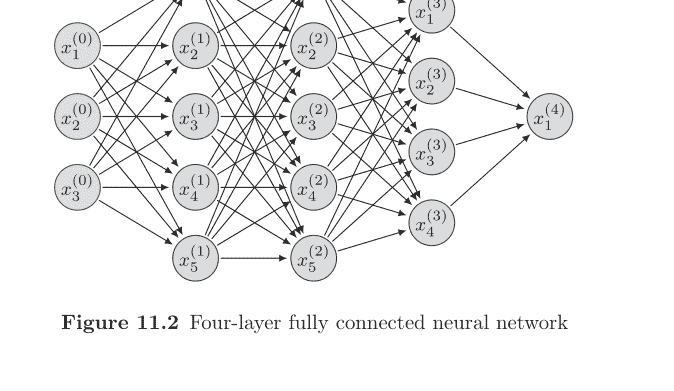 x_1^{(3)}
x_1^{(0)} x_2^{(1)} x_2^{(2)}
x_2^{(3)}
x_2^{(0)} x_3^{(1)} x_3^{(2)} x_1^{(4)}
x_3^{(3)}
x_3^{(0)} x_4^{(1)} x_4^{(2)}
x_4^{(3)}
x_5^{(1)} x_5^{(2)}
Figure 11.2 Four-layer fully connected neural network